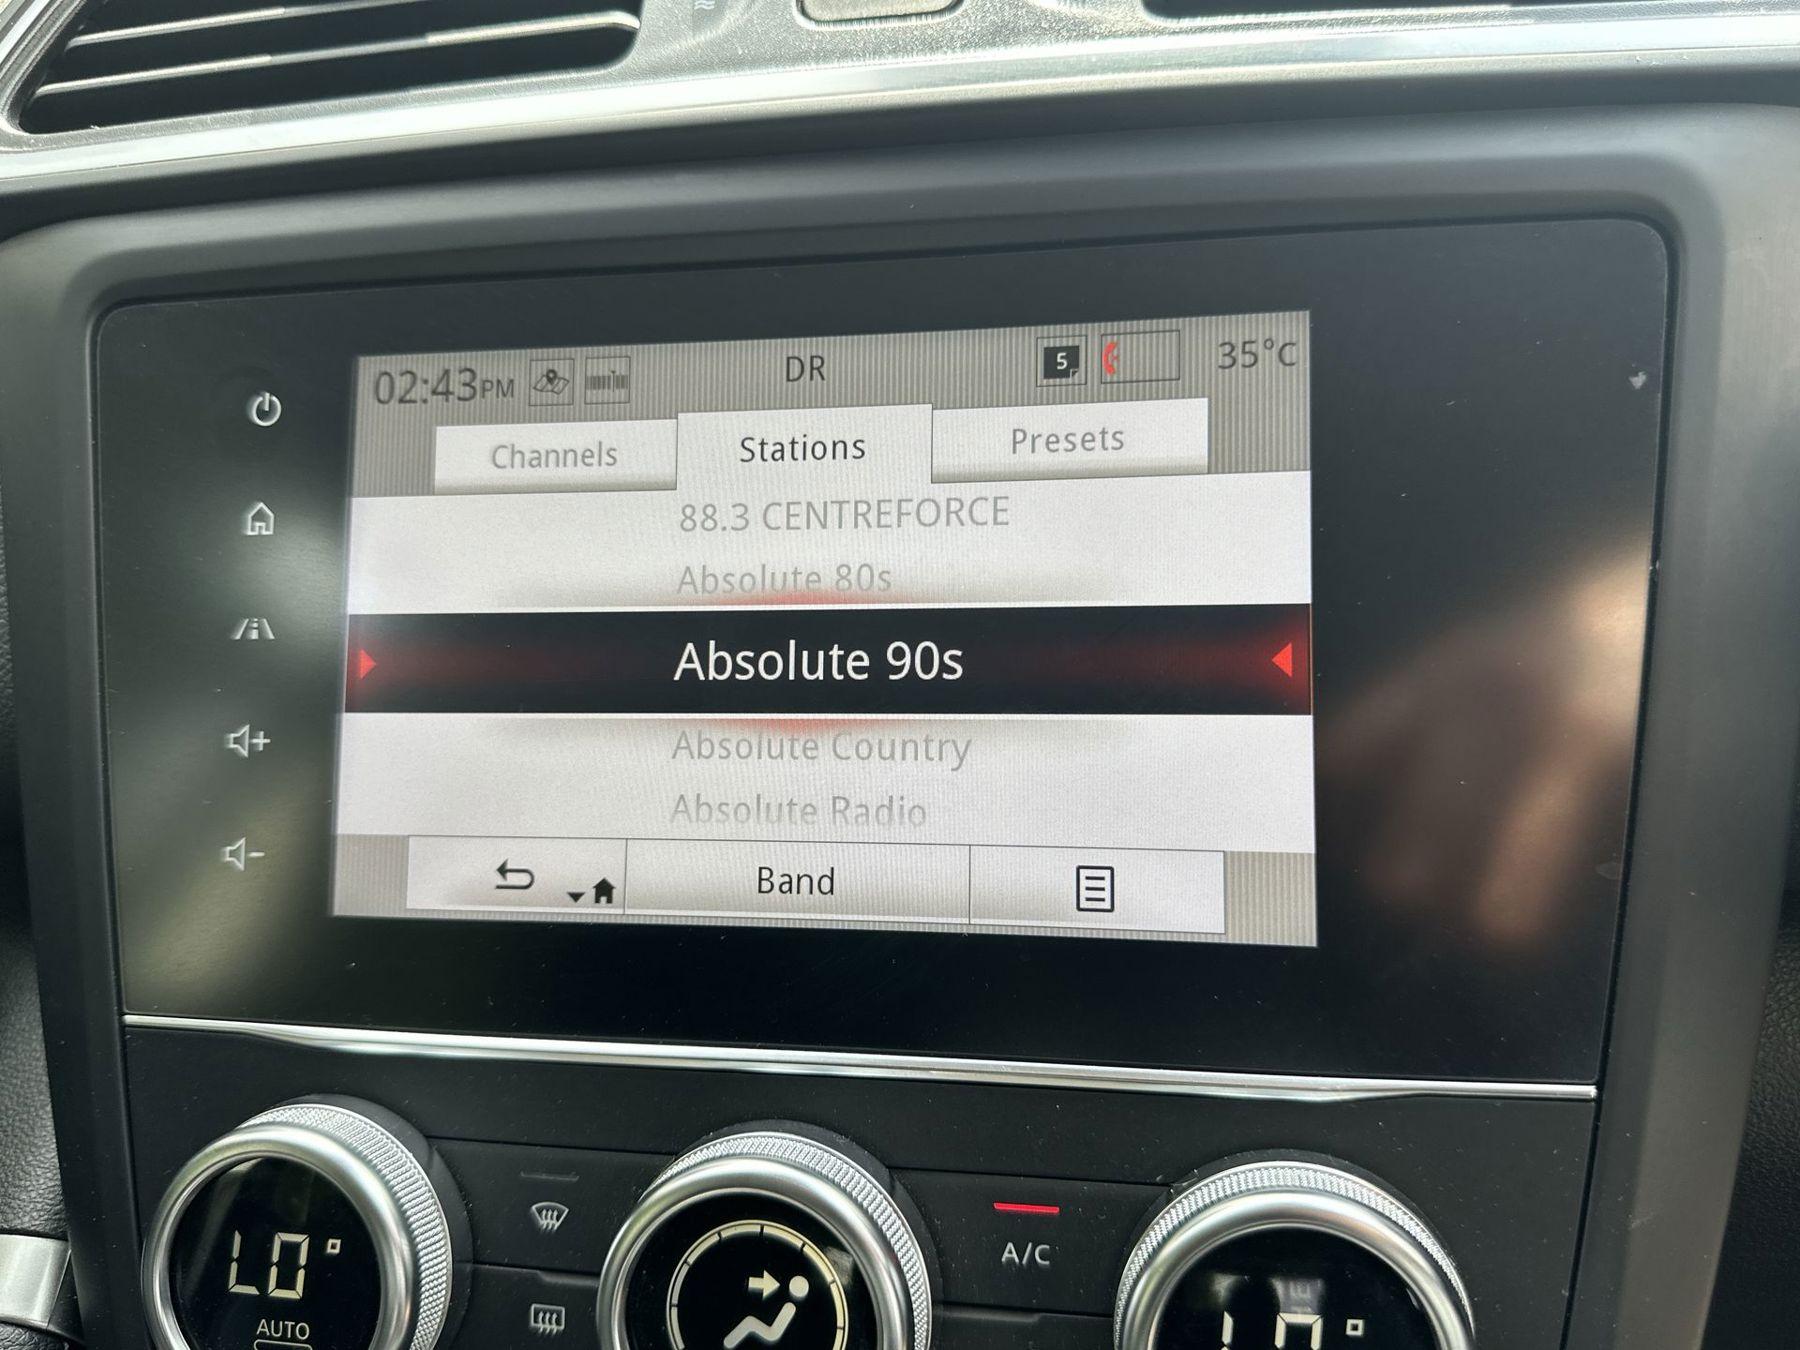 02:43PM DR 5 35°C
Channels Stations Presets
88.3 CENTREFORCE
Absolute 80s
Absolute 90s
Absolute Country
Absolute Radio
Band
A/C
LO°
AUTO